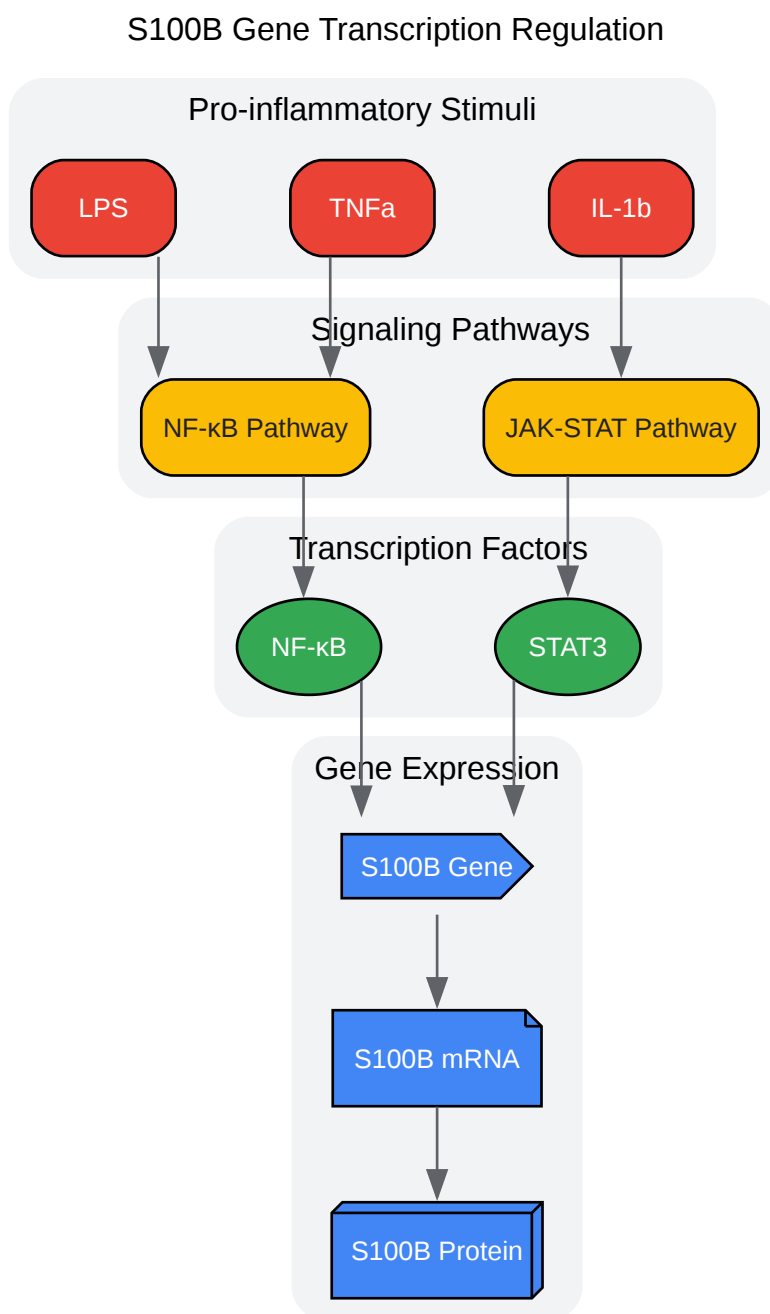 S100B Gene Transcription Regulation
Pro-inflammatory Stimuli
LPS
TNFa
IL-1b
Signaling Pathways
NF-κB Pathway
JAK-STAT Pathway
Transcription Factors
NF-κB
STAT3
Gene Expression
S100B Gene
S100B mRNA
S100B Protein